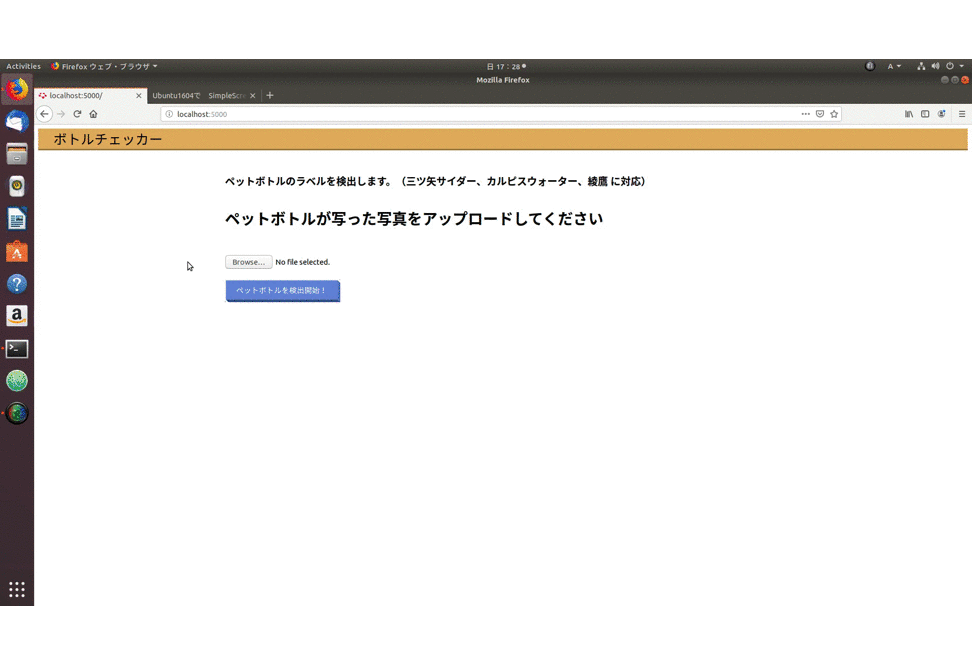 Activities Firefox ウェブ・ブラウザ 日 17:28 A
Mozilla Firefox
localhost:5000/ Ubuntu1604で SimpleScr
localhost:5000
ボトルチェッカー
ペットボトルのラベルを検出します。（三ツ矢サイダー、カルピスウォーター、綾鷹 に対応）
ペットボトルが写った写真をアップロードしてください
Browse... No file selected.
ペットボトルを検出開始！